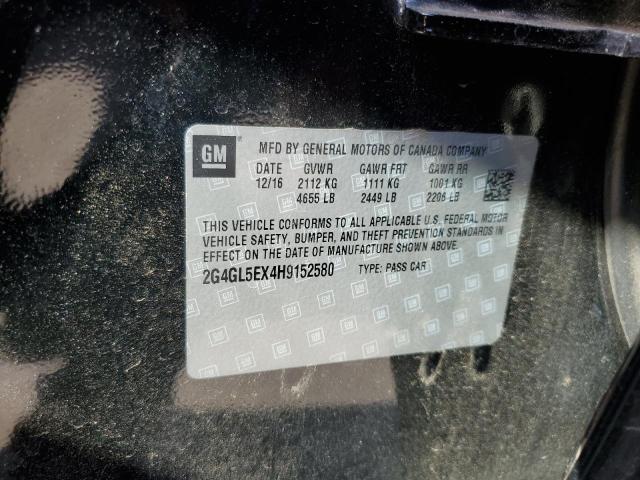 GM
MFD BY GENERAL MOTORS OF CANADA COMPANY
DATE GVWR GAWR FRT GAWR RR
12/16 2112 KG 1111 KG 1001 KG
4655 LB 2449 LB 2206 LB
THIS VEHICLE CONFORMS TO ALL APPLICABLE U.S. FEDERAL MOTOR
VEHICLE SAFETY, BUMPER, AND THEFT PREVENTION STANDARDS IN
EFFECT ON THE DATE OF MANUFACTURE SHOWN ABOVE.
2G4GL5EX4H9152580 TYPE: PASS CAR